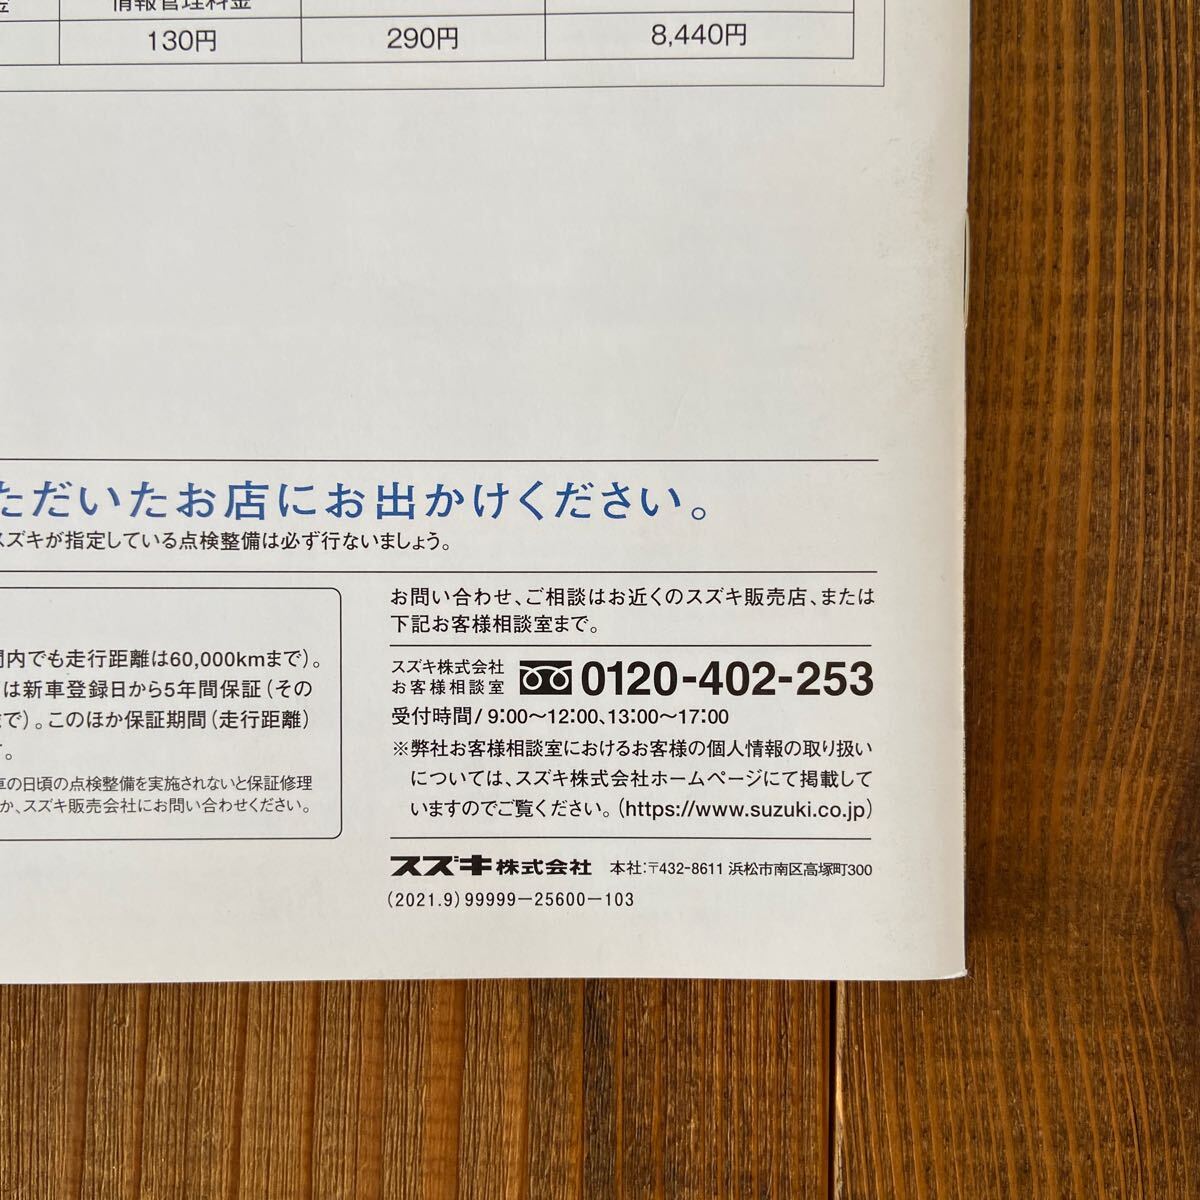 情報管理料金
130円 290円 8,440円
ただいたお店にお出かけください。
スズキが指定している点検整備は必ず行ないましょう。
間内でも走行距離は60,000kmまで)。
は新車登録日から5年間保証(その
で)。このほか保証期間(走行距離)
す。
車の日頃の点検整備を実施されないと保証修理
か、スズキ販売会社にお問い合わせください。
お問い合わせ、ご相談はお近くのスズキ販売店、または
下記お客様相談室まで。
スズキ株式会社
お客様相談室 0120-402-253
受付時間/9:00〜12:00、13:00〜17:00
※弊社お客様相談室におけるお客様の個人情報の取り扱い
については、スズキ株式会社ホームページにて掲載して
いますのでご覧ください。(https://www.suzuki.co.jp)
スズキ株式会社 本社:〒432-8611 浜松市南区高塚町300
(2021.9)99999-25600-103